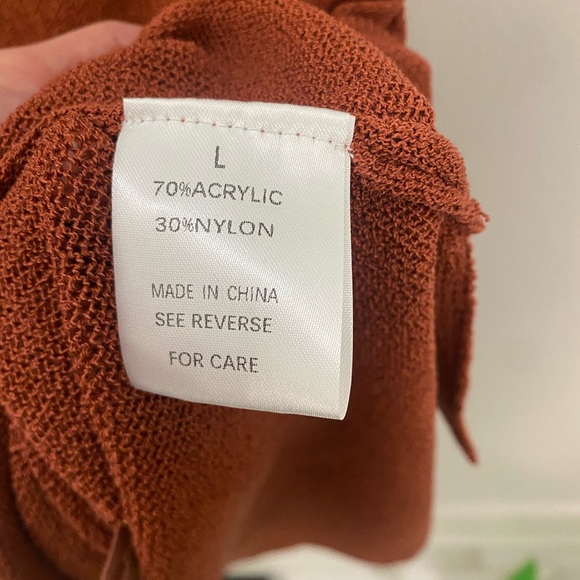 L
70%ACRYLIC
30%NYLON
MADE IN CHINA
SEE REVERSE
FOR CARE